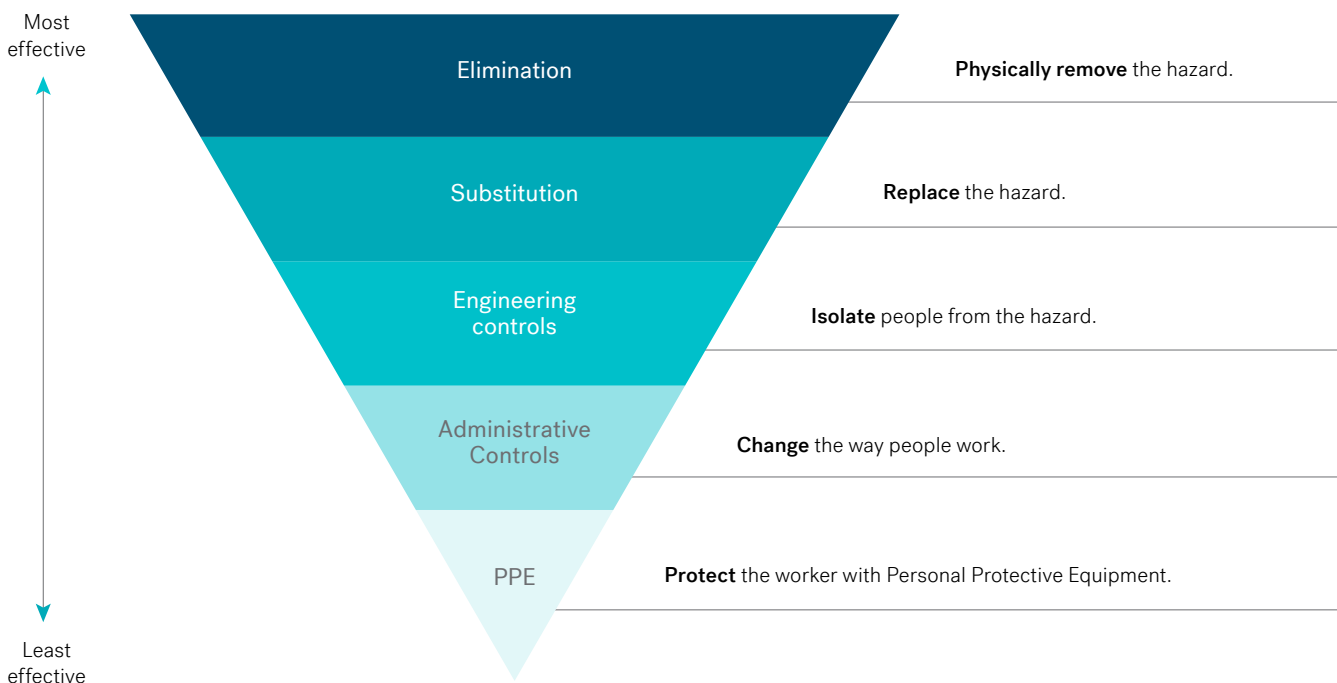 Most
effective
Elimination
Physically remove the hazard.
Substitution
Replace the hazard.
Engineering
controls
Isolate people from the hazard.
Administrative
Controls
Change the way people work.
PPE
Protect the worker with Personal Protective Equipment.
Least
effective